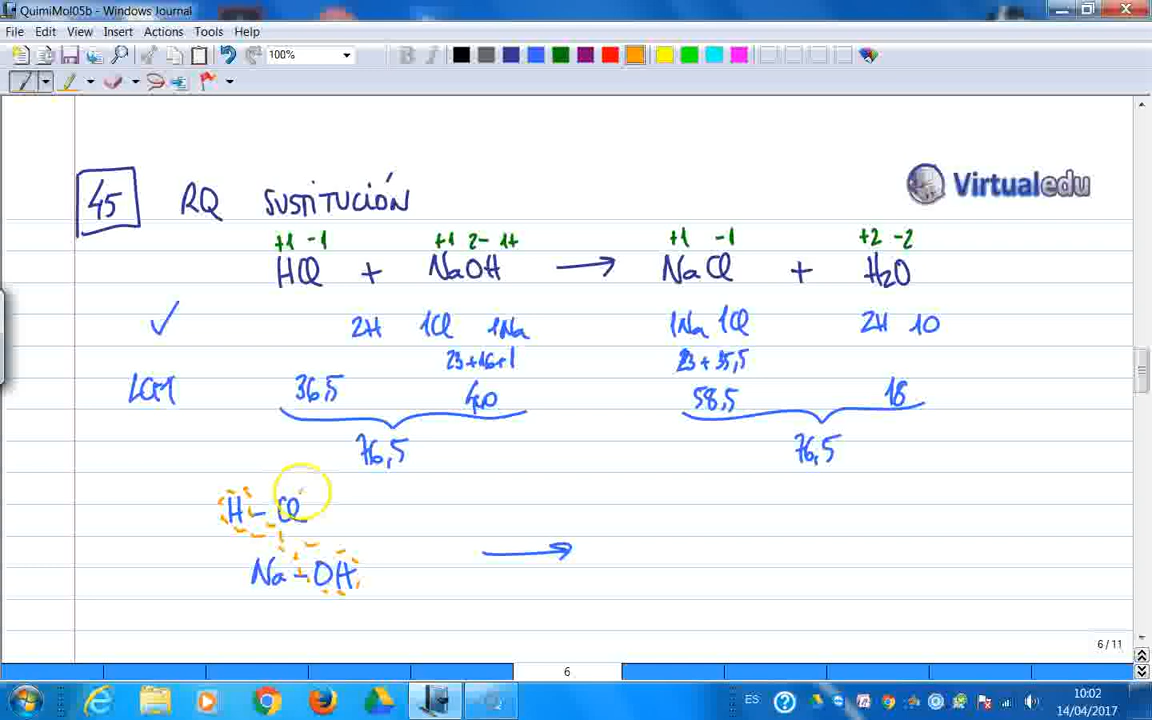 QuimiMol05b - Windows Journal
File Edit View Insert Actions Tools Help
100%
45 RQ SUSTITUCIÓN
Virtualedu
+1 -1 +1 2- 1+ +1 -1 +2 -2
HCl + NaOH → NaCl + H2O
✓ 2H 1Cl 1Na 1Na 1Cl 2H 1O
23+16+1 23+35,5
LCM 36,5 40 58,5 18
76,5 76,5
H - Cl
Na - OH →
6 / 11
6
ES 10:02
14/04/2017